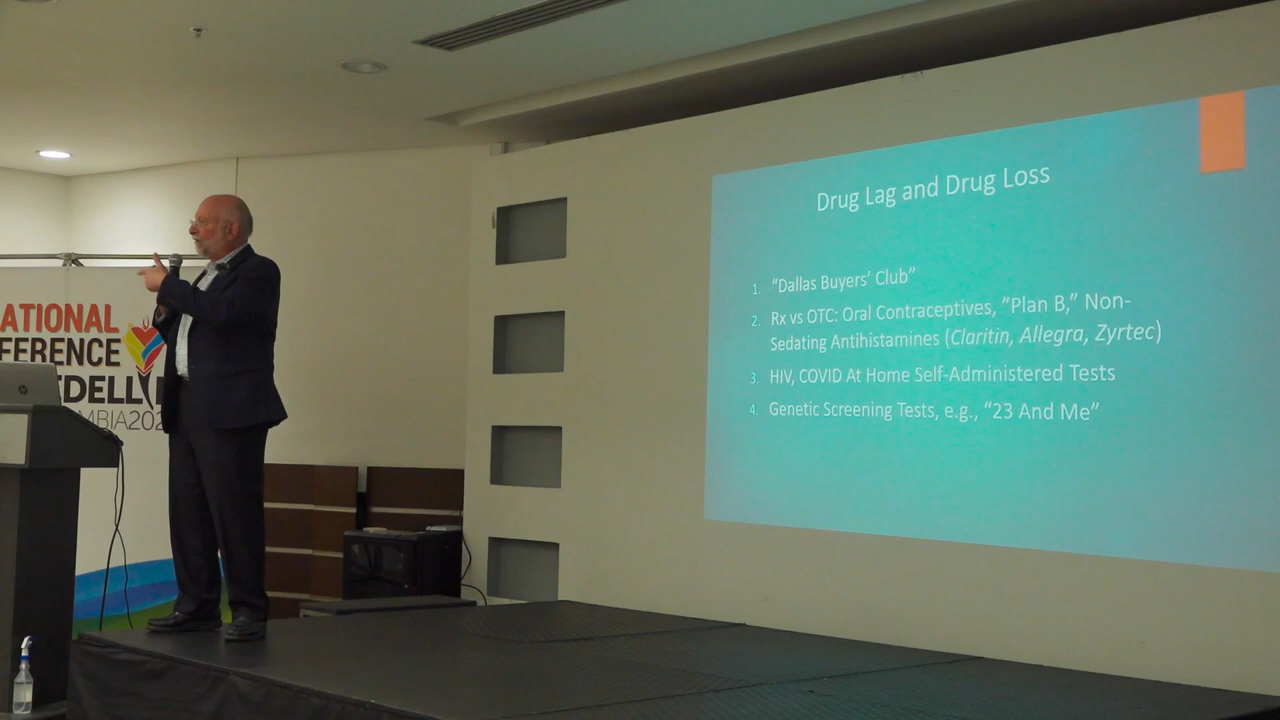 ATIONAL
FERENCE
EDELL
MBIA202
hp
Drug Lag and Drug Loss
1. "Dallas Buyers' Club"
2. Rx vs OTC: Oral Contraceptives, "Plan B," Non-
Sedating Antihistamines (Claritin, Allegra, Zyrtec)
3. HIV, COVID At Home Self-Administered Tests
4. Genetic Screening Tests, e.g., "23 And Me"